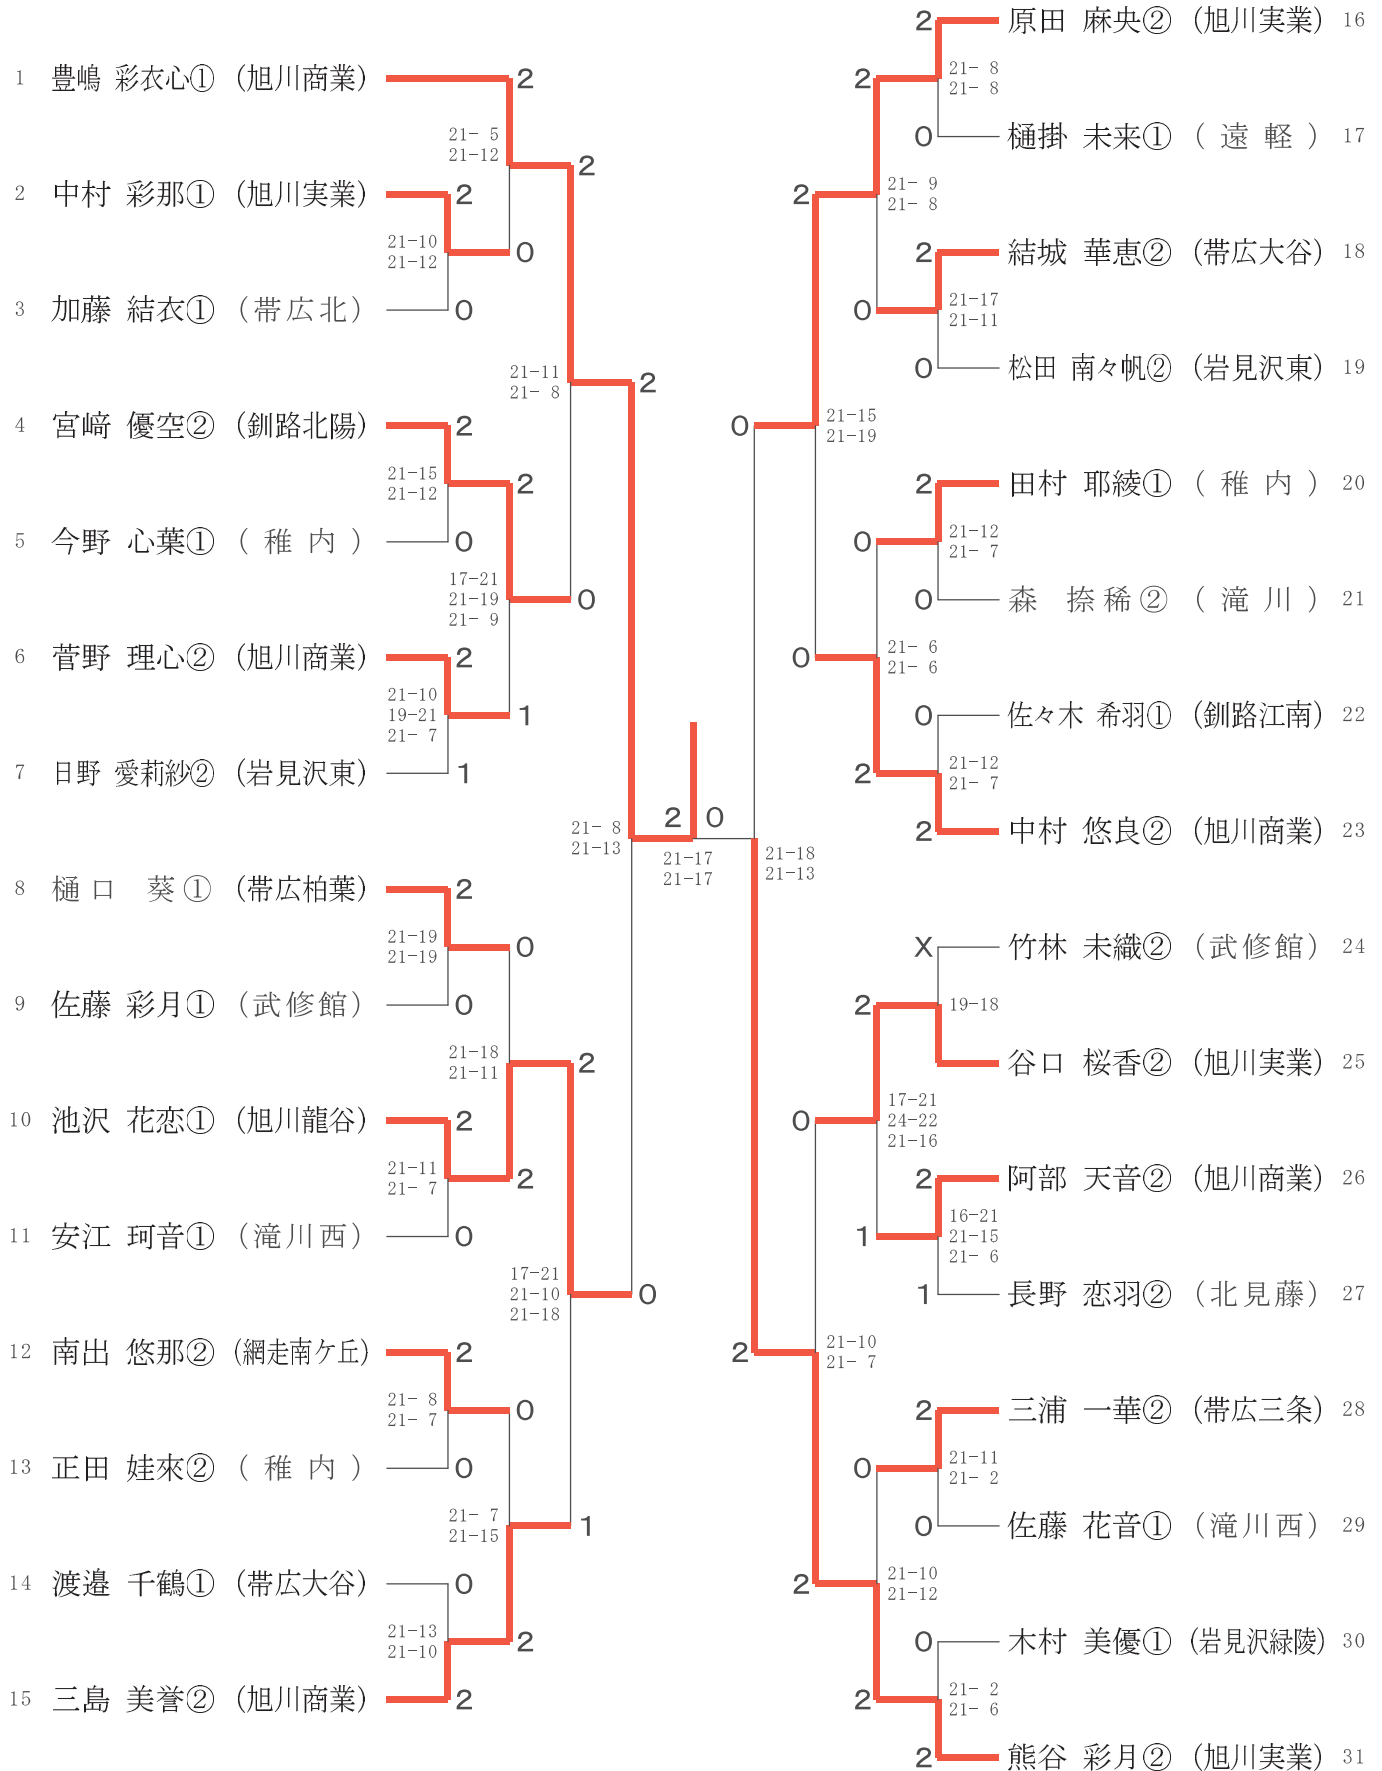 1 豊嶋 彩衣心① (旭川商業) 2
21- 5
21-12
2
2 中村 彩那① (旭川実業) 2
21-10
21-12
0
3 加藤 結衣① (帯広北) 0
21-11
21- 8
2
4 宮﨑 優空② (釧路北陽) 2
21-15
21-12
2
5 今野 心葉① (稚内) 0
17-21
21-19
21- 9
0
6 菅野 理心② (旭川商業) 2
21-10
19-21
21- 7
1
7 日野 愛莉紗② (岩見沢東) 1
21- 8
21-13
2 0
21-17
21-17
8 樋口 葵① (帯広柏葉) 2
21-19
21-19
0
9 佐藤 彩月① (武修館) 0
21-18
21-11
2
10 池沢 花恋① (旭川龍谷) 2
21-11
21- 7
2
11 安江 珂音① (滝川西) 0
17-21
21-10
21-18
0
12 南出 悠那② (網走南ケ丘) 2
21- 8
21- 7
0
13 正田 娃來② (稚内) 0
21- 7
21-15
1
14 渡邉 千鶴① (帯広大谷) 0
21-13
21-10
2
15 三島 美誉② (旭川商業) 2
2 原田 麻央② (旭川実業) 16
2
21- 8
21- 8
0 樋掛 未来① (遠軽) 17
2
21- 9
21- 8
2 結城 華恵② (帯広大谷) 18
0
21-17
21-11
0 松田 南々帆② (岩見沢東) 19
0
21-15
21-19
2 田村 耶綾① (稚内) 20
0
21-12
21- 7
0 森 捺稀② (滝川) 21
0
21- 6
21- 6
0 佐々木 希羽① (釧路江南) 22
2
21-12
21- 7
2 中村 悠良② (旭川商業) 23
21-18
21-13
X 竹林 未織② (武修館) 24
2
19-18
谷口 桜香② (旭川実業) 25
0
17-21
24-22
21-16
2 阿部 天音② (旭川商業) 26
1
16-21
21-15
21- 6
1 長野 恋羽② (北見藤) 27
2
21-10
21- 7
2 三浦 一華② (帯広三条) 28
0
21-11
21- 2
0 佐藤 花音① (滝川西) 29
2
21-10
21-12
0 木村 美優① (岩見沢緑陵) 30
2
21- 2
21- 6
2 熊谷 彩月② (旭川実業) 31